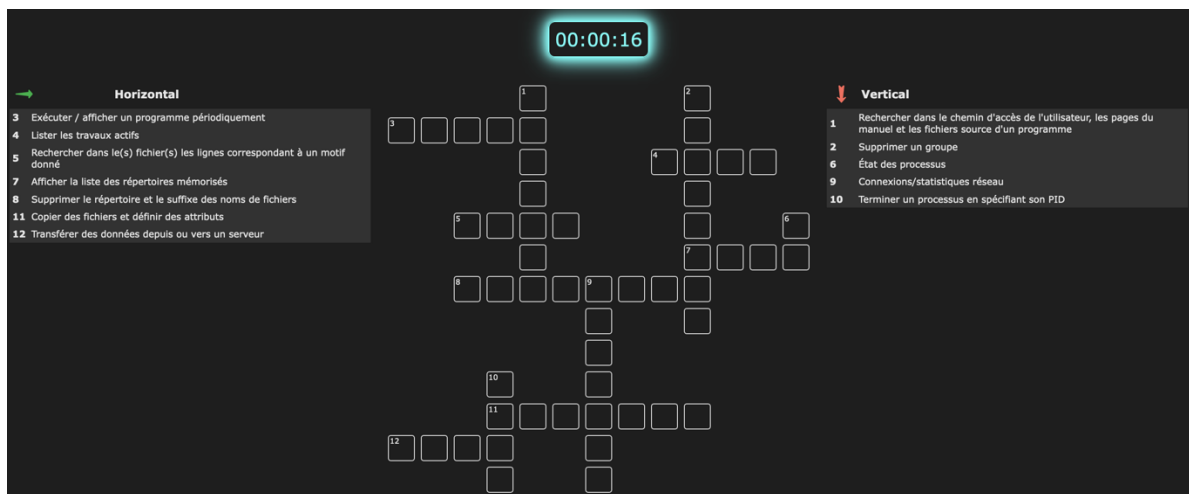 00:00:16
Horizontal
3 Exécuter / afficher un programme périodiquement
4 Lister les travaux actifs
5 Rechercher dans le(s) fichier(s) les lignes correspondant à un motif
donné
7 Afficher la liste des répertoires mémorisés
8 Supprimer le répertoire et le suffixe des noms de fichiers
11 Copier des fichiers et définir des attributs
12 Transférer des données depuis ou vers un serveur
1
2
3
4
5
6
7
8
9
10
11
12
Vertical
1 Rechercher dans le chemin d'accès de l'utilisateur, les pages du
manuel et les fichiers source d'un programme
2 Supprimer un groupe
6 État des processus
9 Connexions/statistiques réseau
10 Terminer un processus en spécifiant son PID